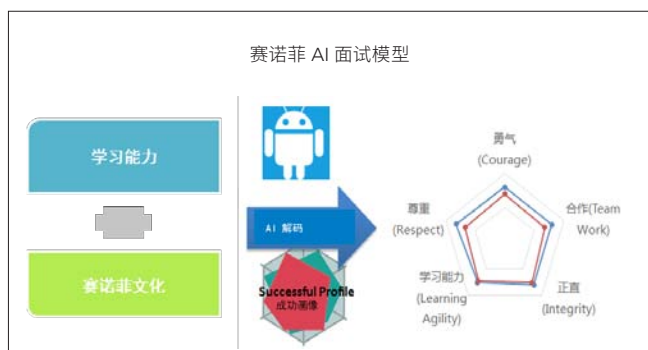 赛诺菲 AI 面试模型
学习能力
赛诺菲文化
AI 解码
Successful Profile
成功画像
勇气
(Courage)
尊重
(Respect)
合作(Team
Work)
学习能力
(Learning
Agility)
正直
(Integrity)